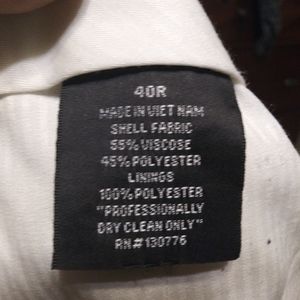 40R
MADE IN VIET NAM
SHELL FABRIC
55% VISCOSE
45% POLYESTER
LININGS
100% POLYESTER
"PROFESSIONALLY
DRY CLEAN ONLY"
RN#130776